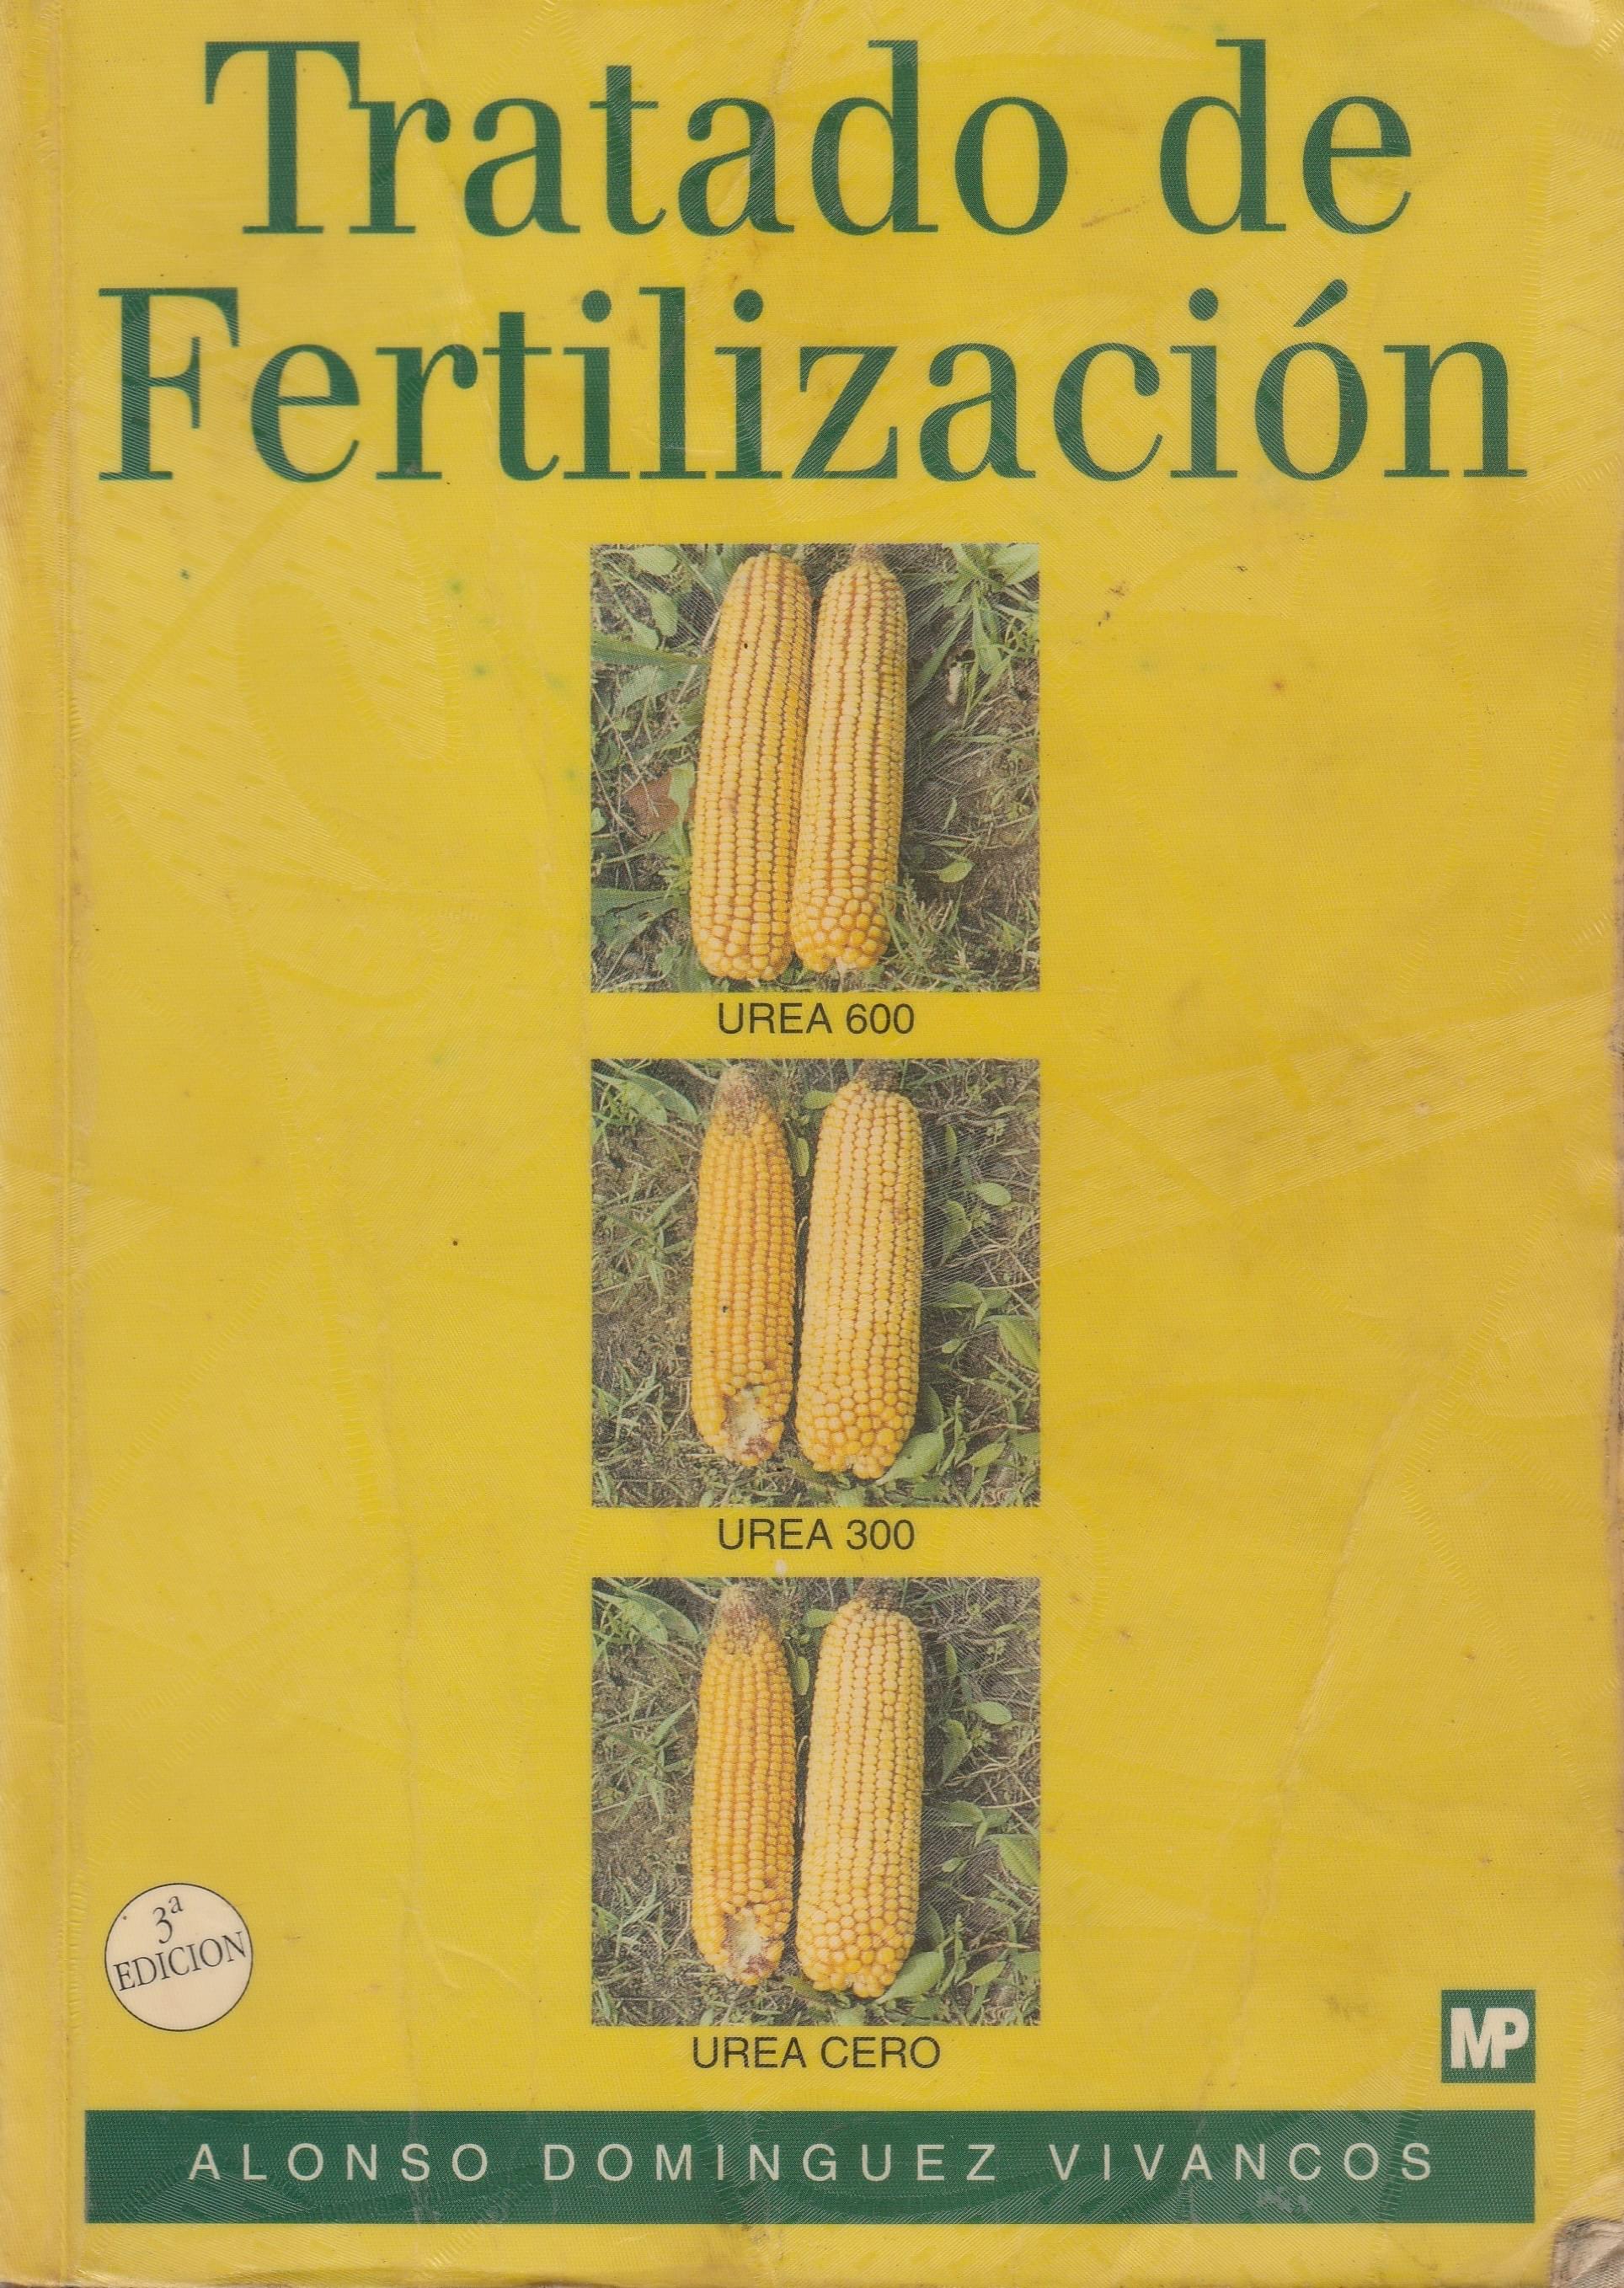 Tratado de
Fertilización
UREA 600
UREA 300
UREA CERO
3ª
EDICION
MP
ALONSO DOMINGUEZ VIVANCOS